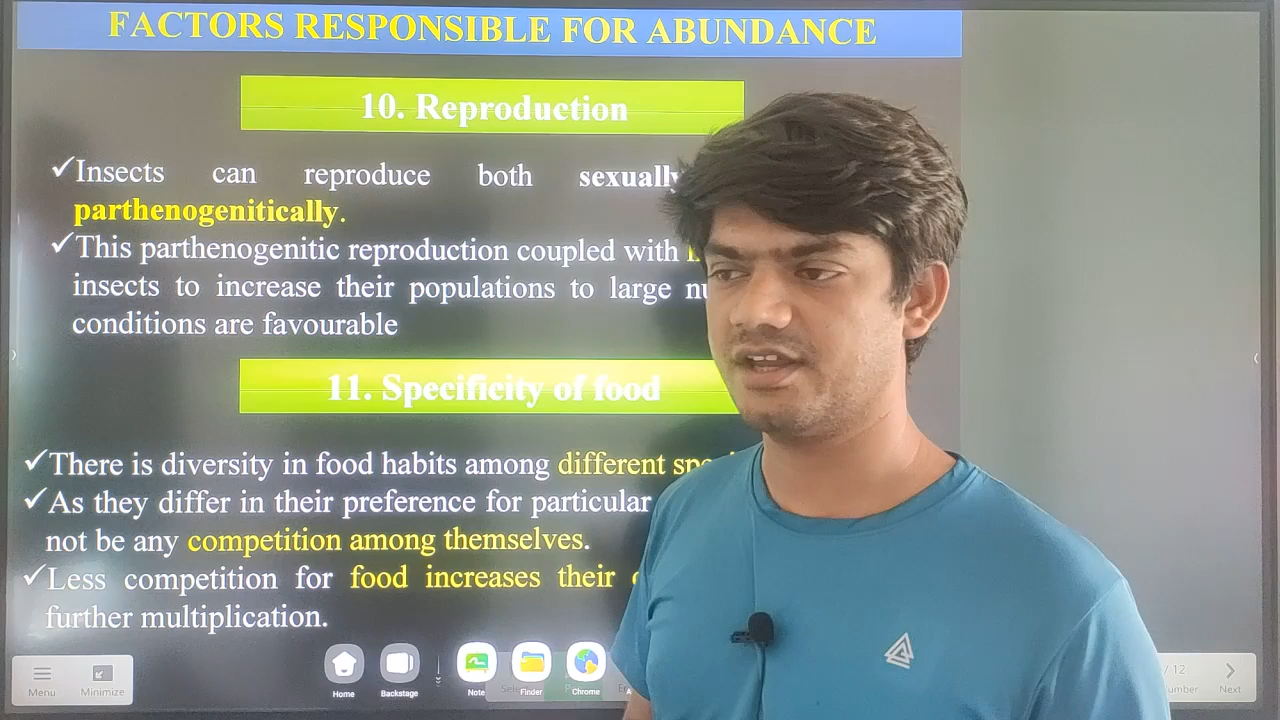 FACTORS RESPONSIBLE FOR ABUNDANCE
10. Reproduction
✓Insects can reproduce both sexually
parthenogenitically.
✓This parthenogenitic reproduction coupled with
insects to increase their populations to large
conditions are favourable
11. Specificity of food
✓There is diversity in food habits among different
✓As they differ in their preference for particular
not be any competition among themselves.
✓Less competition for food increases their
further multiplication.
Menu Minimize Home Backstage Note Finder Chrome / 12 Next